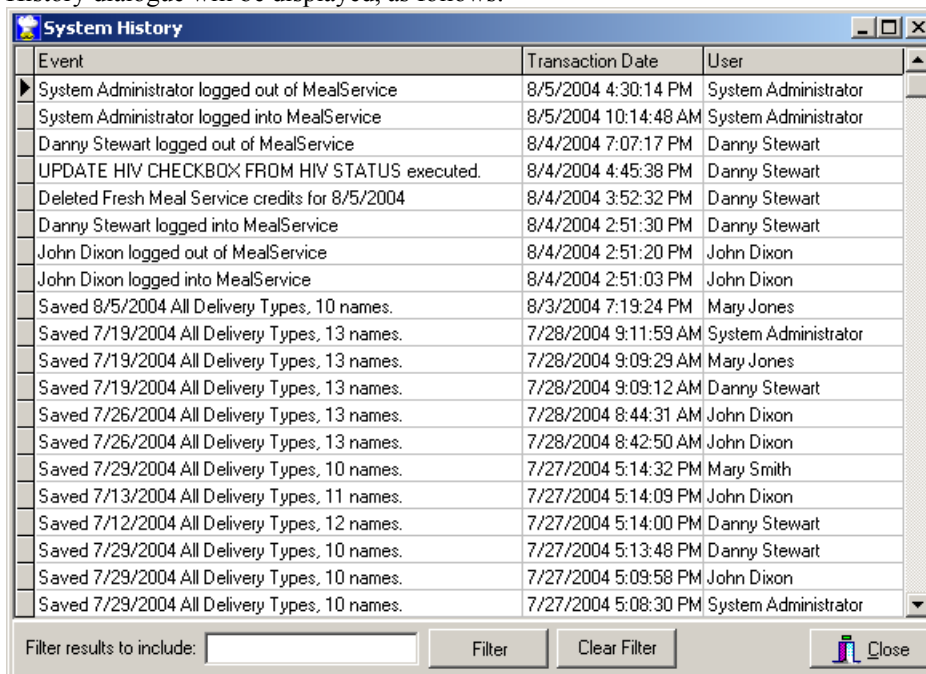 History dialogue will be displayed, as follows:
System History
Event Transaction Date User
System Administrator logged out of MealService 8/5/2004 4:30:14 PM System Administrator
System Administrator logged into MealService 8/5/2004 10:14:48 AM System Administrator
Danny Stewart logged out of MealService 8/4/2004 7:07:17 PM Danny Stewart
UPDATE HIV CHECKBOX FROM HIV STATUS executed. 8/4/2004 4:45:38 PM Danny Stewart
Deleted Fresh Meal Service credits for 8/5/2004 8/4/2004 3:52:32 PM Danny Stewart
Danny Stewart logged into MealService 8/4/2004 2:51:30 PM Danny Stewart
John Dixon logged out of MealService 8/4/2004 2:51:20 PM John Dixon
John Dixon logged into MealService 8/4/2004 2:51:03 PM John Dixon
Saved 8/5/2004 All Delivery Types, 10 names. 8/3/2004 7:19:24 PM Mary Jones
Saved 7/19/2004 All Delivery Types, 13 names. 7/28/2004 9:11:59 AM System Administrator
Saved 7/19/2004 All Delivery Types, 13 names. 7/28/2004 9:09:29 AM Mary Jones
Saved 7/19/2004 All Delivery Types, 13 names. 7/28/2004 9:09:12 AM Danny Stewart
Saved 7/26/2004 All Delivery Types, 13 names. 7/28/2004 8:44:31 AM John Dixon
Saved 7/26/2004 All Delivery Types, 13 names. 7/28/2004 8:42:50 AM John Dixon
Saved 7/29/2004 All Delivery Types, 10 names. 7/27/2004 5:14:32 PM Mary Smith
Saved 7/13/2004 All Delivery Types, 11 names. 7/27/2004 5:14:09 PM John Dixon
Saved 7/12/2004 All Delivery Types, 12 names. 7/27/2004 5:14:00 PM Danny Stewart
Saved 7/29/2004 All Delivery Types, 10 names. 7/27/2004 5:13:48 PM Danny Stewart
Saved 7/29/2004 All Delivery Types, 10 names. 7/27/2004 5:09:58 PM John Dixon
Saved 7/29/2004 All Delivery Types, 10 names. 7/27/2004 5:08:30 PM System Administrator
Filter results to include: Filter Clear Filter Close